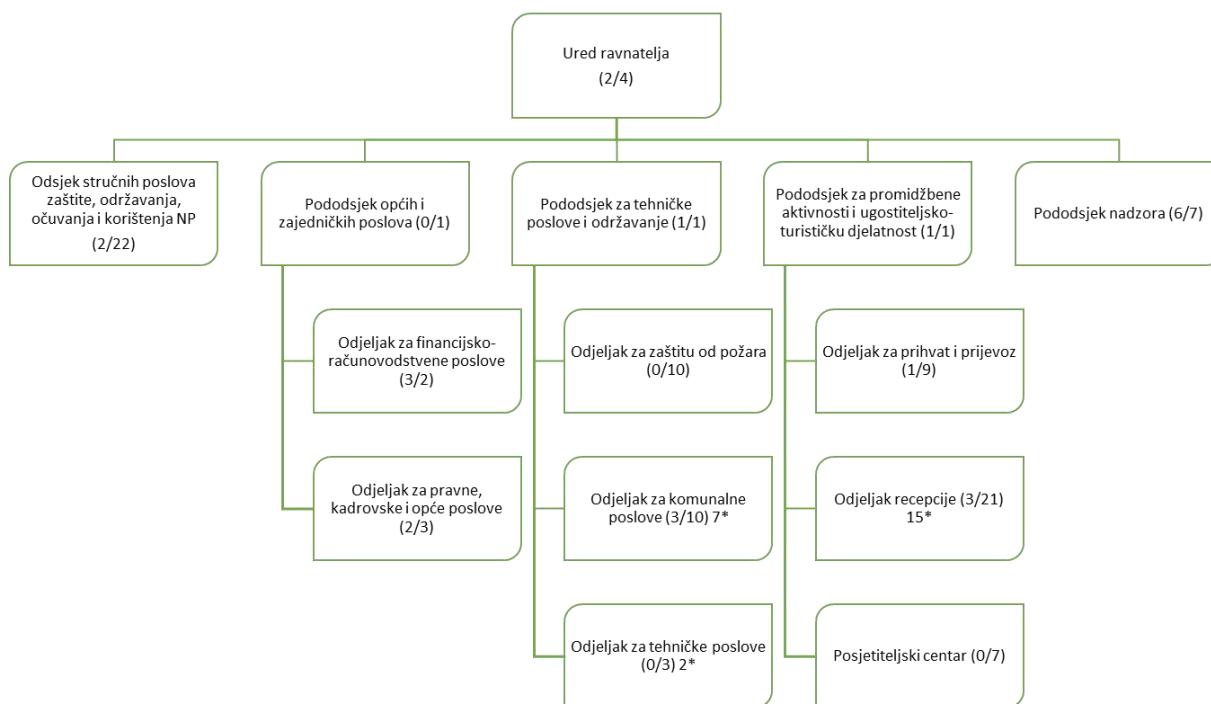 Ured ravnatelja
(2/4)
Odsjek stručnih poslova
zaštite, održavanja,
očuvanja i korištenja NP
(2/22)
Pododsjek općih i
zajedničkih poslova (0/1)
Pododsjek za tehničke
poslove i održavanje (1/1)
Pododsjek za promidžbene
aktivnosti i ugostiteljsko-
turističku djelatnost (1/1)
Pododsjek nadzora (6/7)
Odjeljak za financijsko-
računovodstvene poslove
(3/2)
Odjeljak za zaštitu od požara
(0/10)
Odjeljak za prihvat i prijevoz
(1/9)
Odjeljak za pravne,
kadrovske i opće poslove
(2/3)
Odjeljak za komunalne
poslove (3/10) 7*
Odjeljak recepcije (3/21)
15*
Odjeljak za tehničke poslove
(0/3) 2*
Posjetiteljski centar (0/7)